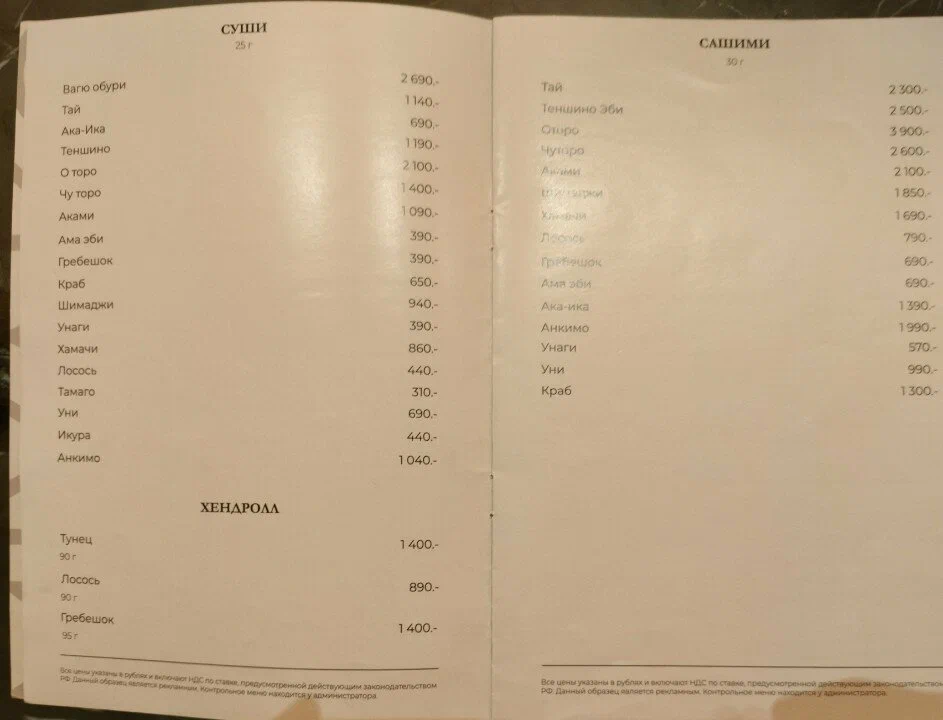 СУШИ
25 г
Вагю обури 2 690.-
Тай 1 140.-
Ака-Ика 690.-
Теншино 1 190.-
О торо 2 100.-
Чу торо 1 400.-
Аками 1 090.-
Ама эби 390.-
Гребешок 390.-
Краб 650.-
Шимаджи 940.-
Унаги 390.-
Хамачи 860.-
Лосось 440.-
Тамаго 310.-
Уни 690.-
Икура 440.-
Анкимо 1 040.-
ХЕНДРОЛЛ
Тунец 1 400.-
90 г
Лосось 890.-
90 г
Гребешок 1 400.-
95 г
Все цены указаны в рублях и включают НДС по ставке, предусмотренной действующим законодательством
РФ. Данный образец является рекламным. Контрольное меню находится у администратора.
САШИМИ
30 г
Тай 2 300.-
Теншино Эби 2 500.-
Оторо 3 900.-
Чуторо 2 600.-
Аками 2 100.-
Шимаджи 1 850.-
Хамачи 1 690.-
Лосось 790.-
Гребешок 690.-
Ама эби 690.-
Ака-ика 1 390.-
Анкимо 1 990.-
Унаги 570.-
Уни 990.-
Краб 1 300.-
Все цены указаны в рублях и включают НДС по ставке, предусмотренной действующим законодательством
РФ. Данный образец является рекламным. Контрольное меню находится у администратора.